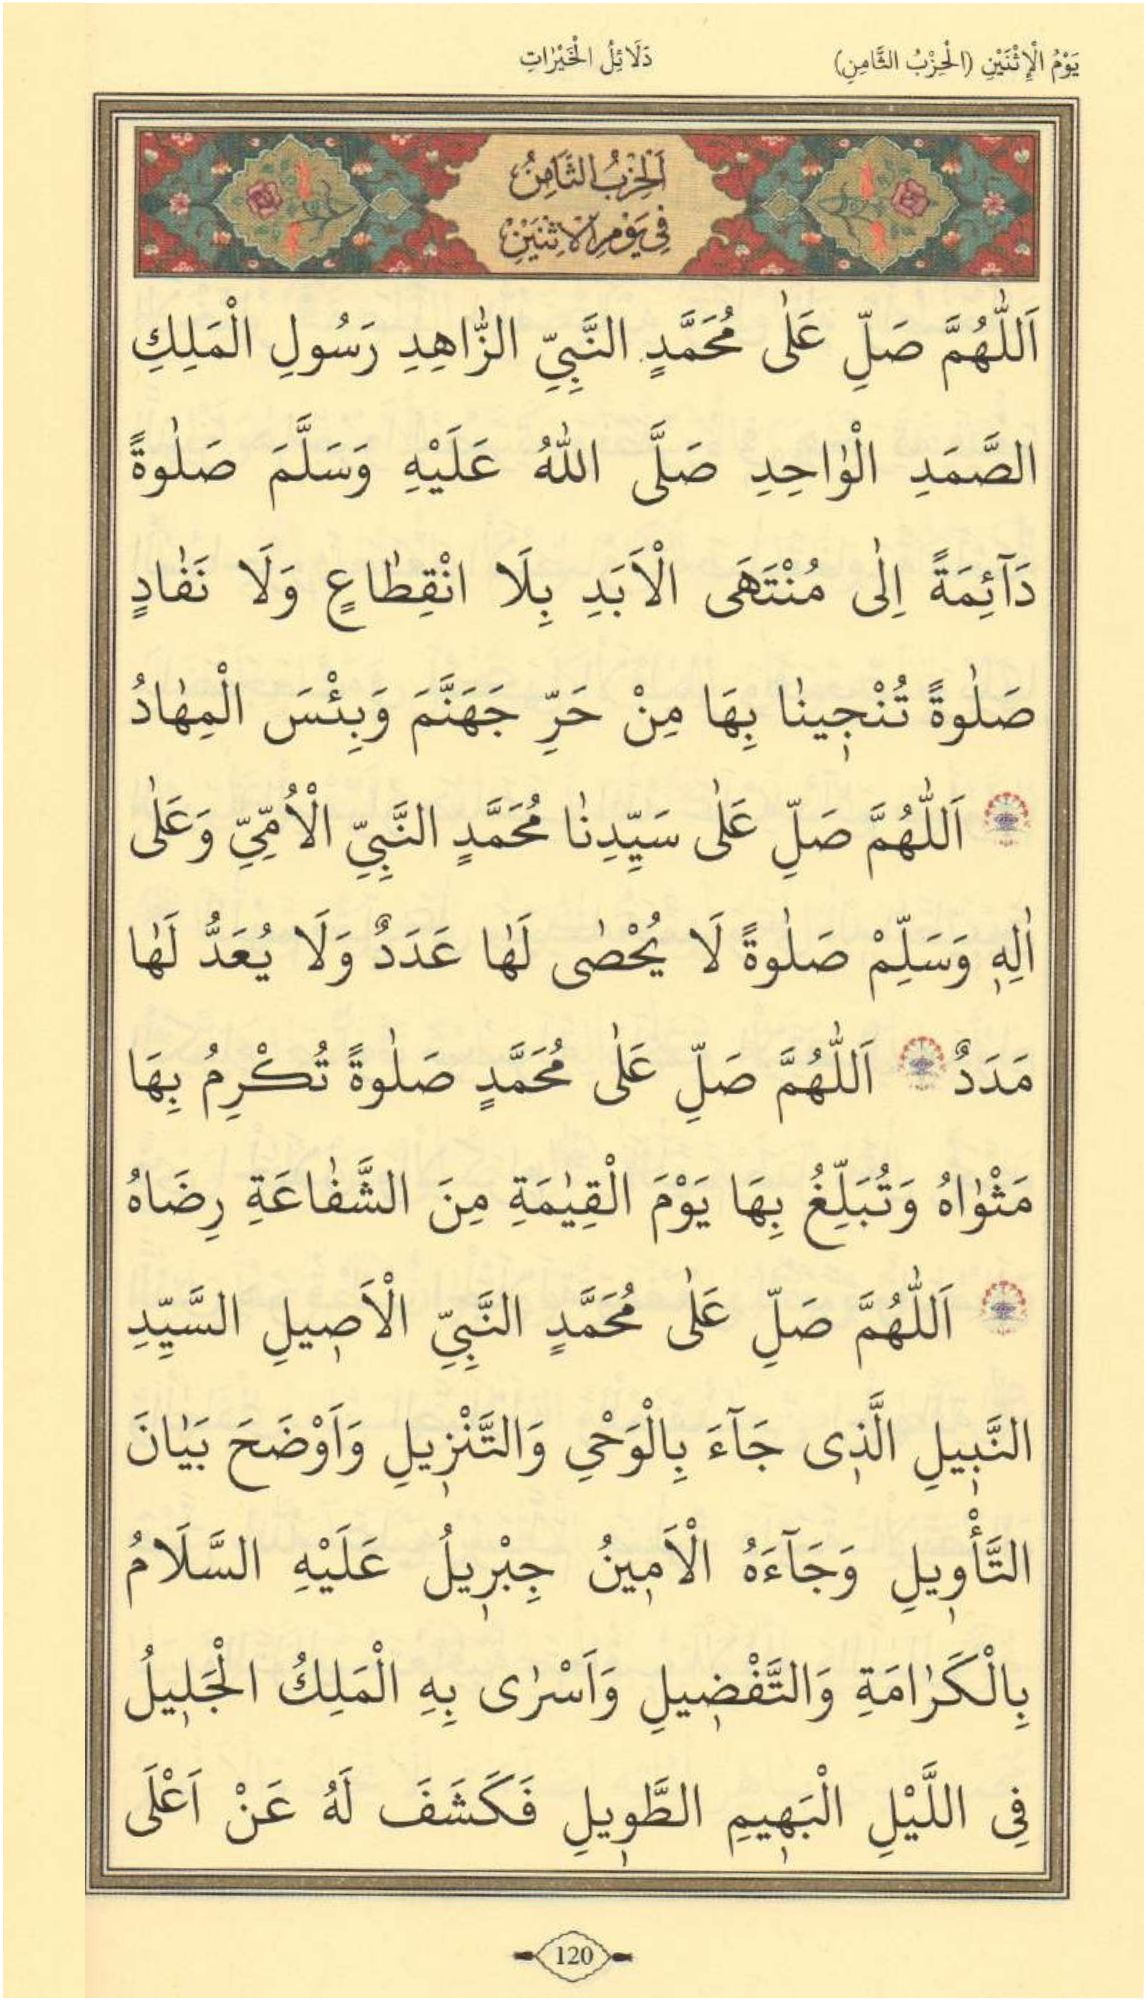 يَوْمُ الْإِثْنَيْنِ (الْحِزْبُ الثَّامِنِ)
دَلَائِلُ الْخَيْرَاتِ
اَلْحِزْبُ الثَّامِنُ
فِي يَوْمِ الْاِثْنَيْنِ
اَللّٰهُمَّ صَلِّ عَلٰى مُحَمَّدٍ النَّبِيِّ الزّٰاهِدِ رَسُولِ الْمَلِكِ
الصَّمَدِ الْوٰاحِدِ صَلَّى اللّٰهُ عَلَيْهِ وَسَلَّمَ صَلٰوةً
دَآئِمَةً اِلٰى مُنْتَهَى الْاَبَدِ بِلَا انْقِطٰاعٍ وَلَا نَفٰادٍ
صَلٰوةً تُنْجٖينٰا بِهَا مِنْ حَرِّ جَهَنَّمَ وَبِئْسَ الْمِهٰادُ
اَللّٰهُمَّ صَلِّ عَلٰى سَيِّدِنٰا مُحَمَّدٍ النَّبِيِّ الْاُمِّيِّ وَعَلٰى
اٰلِهٖ وَسَلِّمْ صَلٰوةً لَا يُحْصٰى لَهٰا عَدَدٌ وَلَا يُعَدُّ لَهٰا
مَدَدٌ اَللّٰهُمَّ صَلِّ عَلٰى مُحَمَّدٍ صَلٰوةً تُكْرِمُ بِهَا
مَثْوٰاهُ وَتُبَلِّغُ بِهَا يَوْمَ الْقِيٰمَةِ مِنَ الشَّفٰاعَةِ رِضَاهُ
اَللّٰهُمَّ صَلِّ عَلٰى مُحَمَّدٍ النَّبِيِّ الْاَصٖيلِ السَّيِّدِ
النَّبٖيلِ الَّذٖى جَآءَ بِالْوَحْيِ وَالتَّنْزٖيلِ وَاَوْضَحَ بَيٰانَ
التَّأْوٖيلِ وَجَآءَهُ الْاَمٖينُ جِبْرٖيلُ عَلَيْهِ السَّلَامُ
بِالْكَرٰامَةِ وَالتَّفْضٖيلِ وَاَسْرٰى بِهِ الْمَلِكُ الْجَلٖيلُ
فِى اللَّيْلِ الْبَهٖيمِ الطَّوٖيلِ فَكَشَفَ لَهُ عَنْ اَعْلَى
120